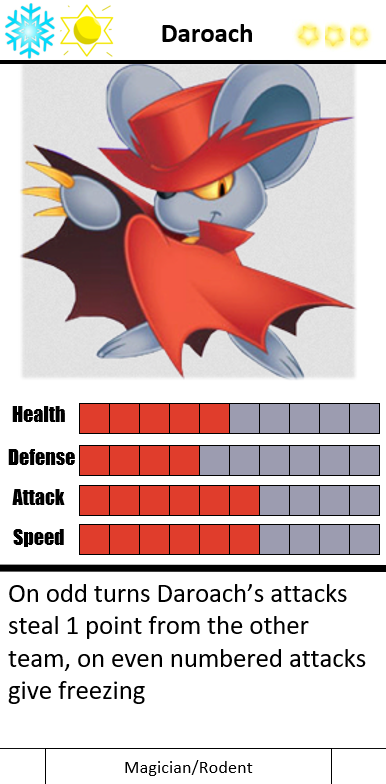 Daroach
Health
Defense
Attack
Speed
On odd turns Daroach’s attacks
steal 1 point from the other
team, on even numbered attacks
give freezing
Magician/Rodent